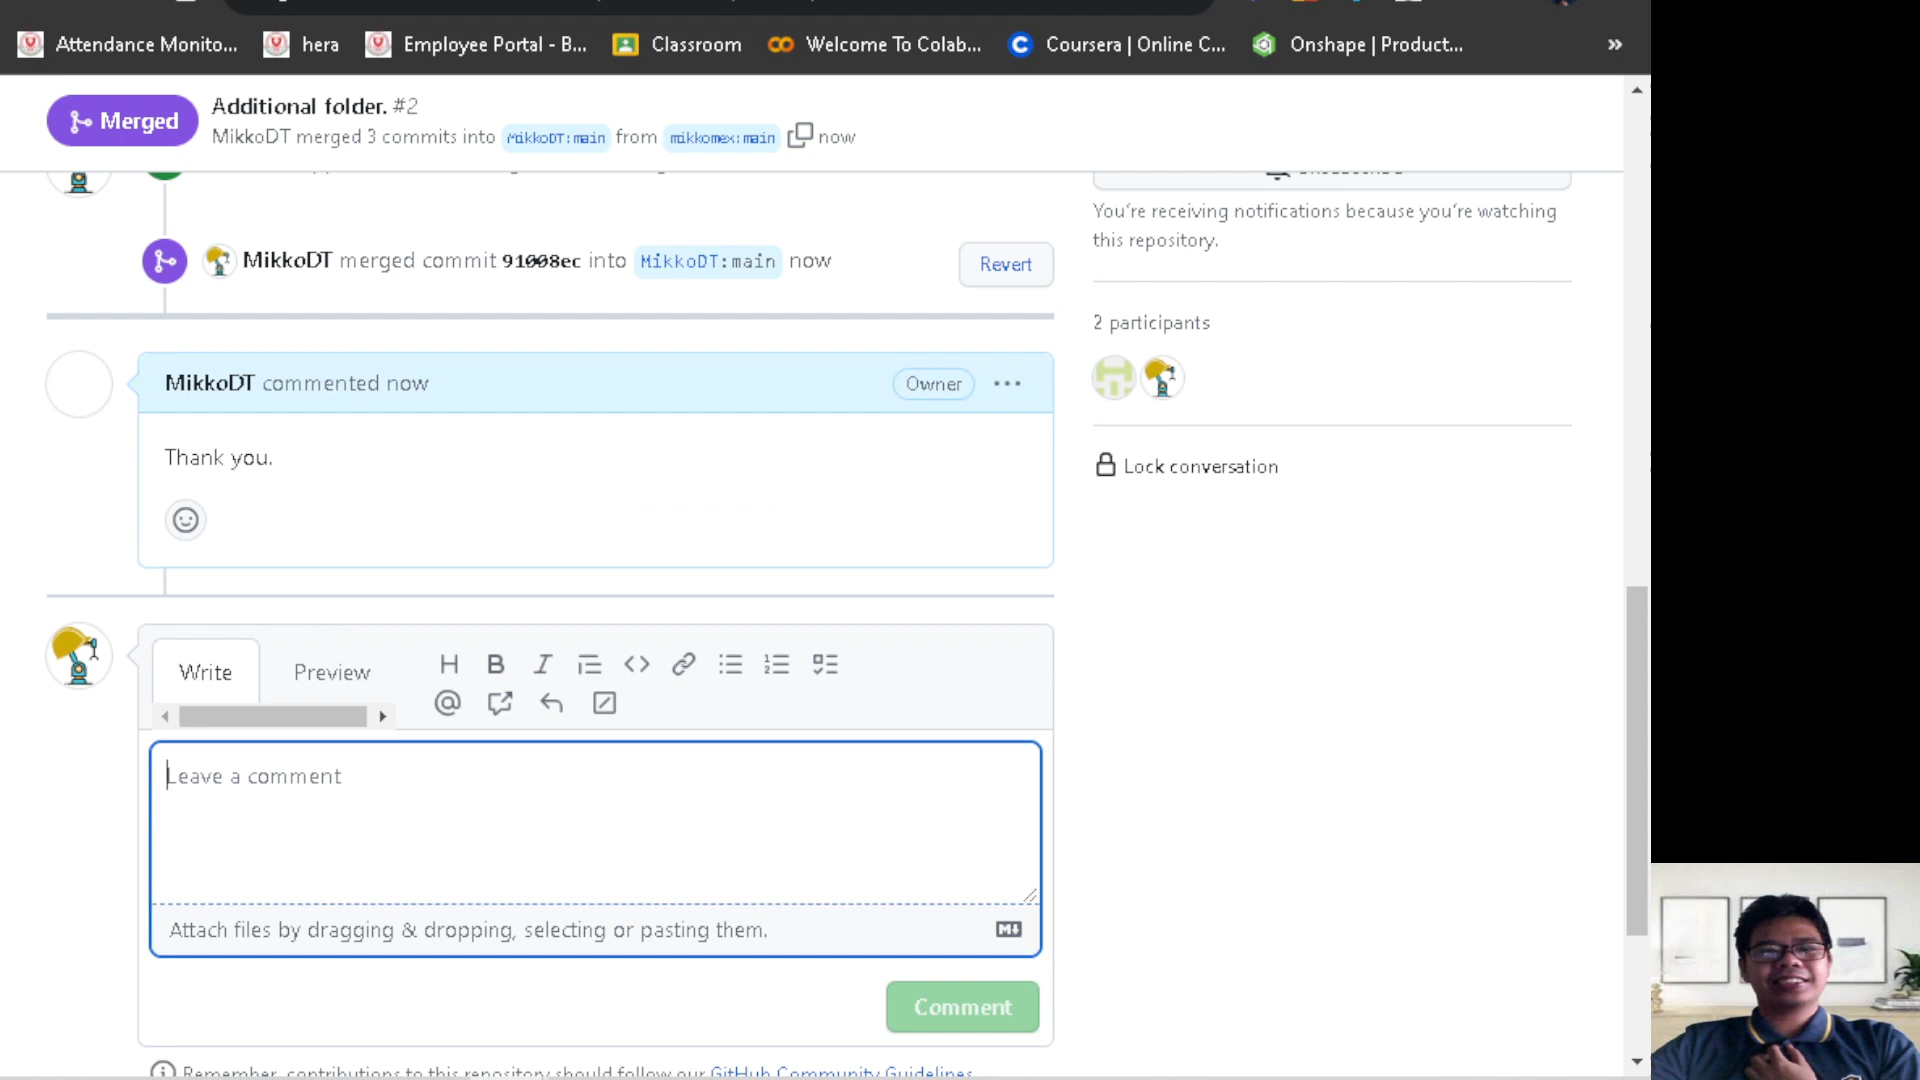 Attendance Monito...
hera
Employee Portal - B...
Classroom
Welcome To Colab...
Coursera | Online C...
Onshape | Product...
»
Merged
Additional folder. #2
MikkoDT merged 3 commits into MikkoDT:main from mikkomex:main now
You're receiving notifications because you're watching
this repository.
MikkoDT merged commit 91008ec into MikkoDT:main now
Revert
2 participants
MikkoDT commented now
Owner
Thank you.
Lock conversation
Write
Preview
Leave a comment
Attach files by dragging & dropping, selecting or pasting them.
Comment
Remember, contributions to this repository should follow our GitHub Community Guidelines